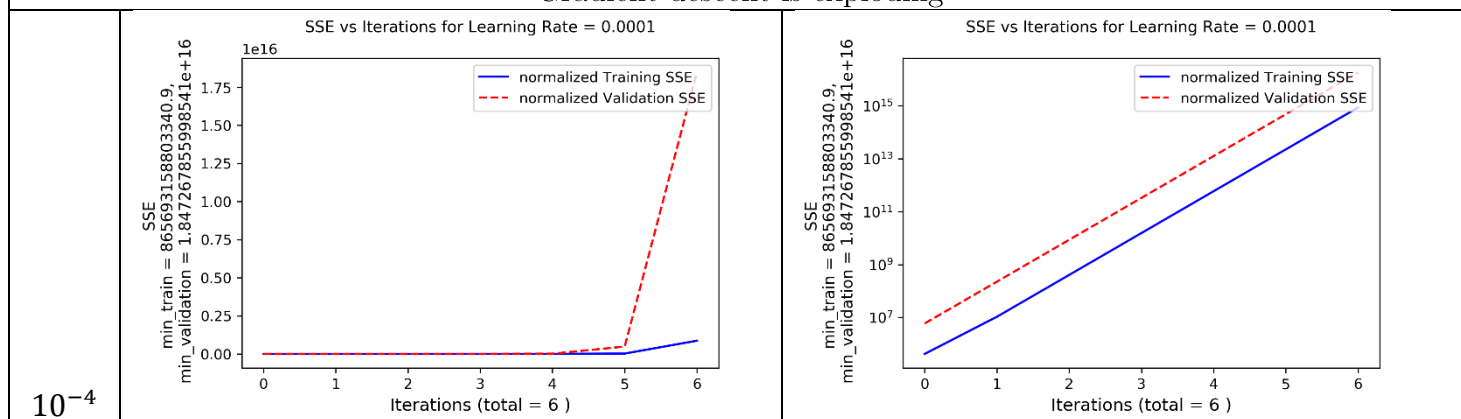 Gradient descent is exploding
10⁻⁴
SSE vs Iterations for Learning Rate = 0.0001
1e16
normalized Training SSE
normalized Validation SSE
1.75
1.50
1.25
1.00
0.75
0.50
0.25
0.00
SSE
min_train = 865693158803340.9,
min_validation = 1.8472678559998541e+16
0 1 2 3 4 5 6
Iterations (total = 6 )
SSE vs Iterations for Learning Rate = 0.0001
normalized Training SSE
normalized Validation SSE
10¹⁵
10¹³
10¹¹
10⁹
10⁷
SSE
min_train = 865693158803340.9,
min_validation = 1.8472678559998541e+16
0 1 2 3 4 5 6
Iterations (total = 6 )